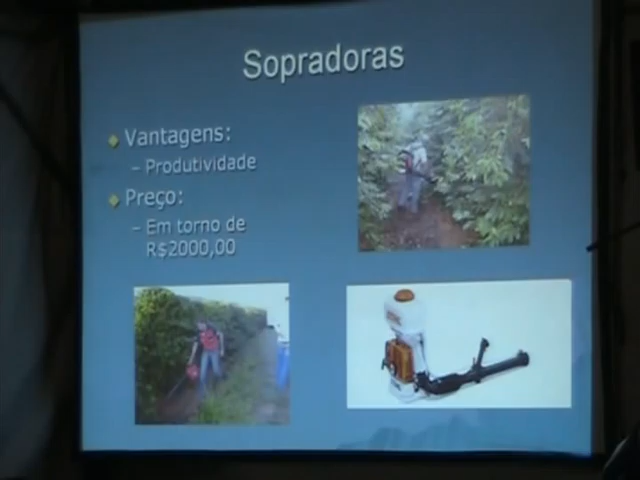 Sopradoras
Vantagens:
– Produtividade
Preço:
– Em torno de
R$2000,00